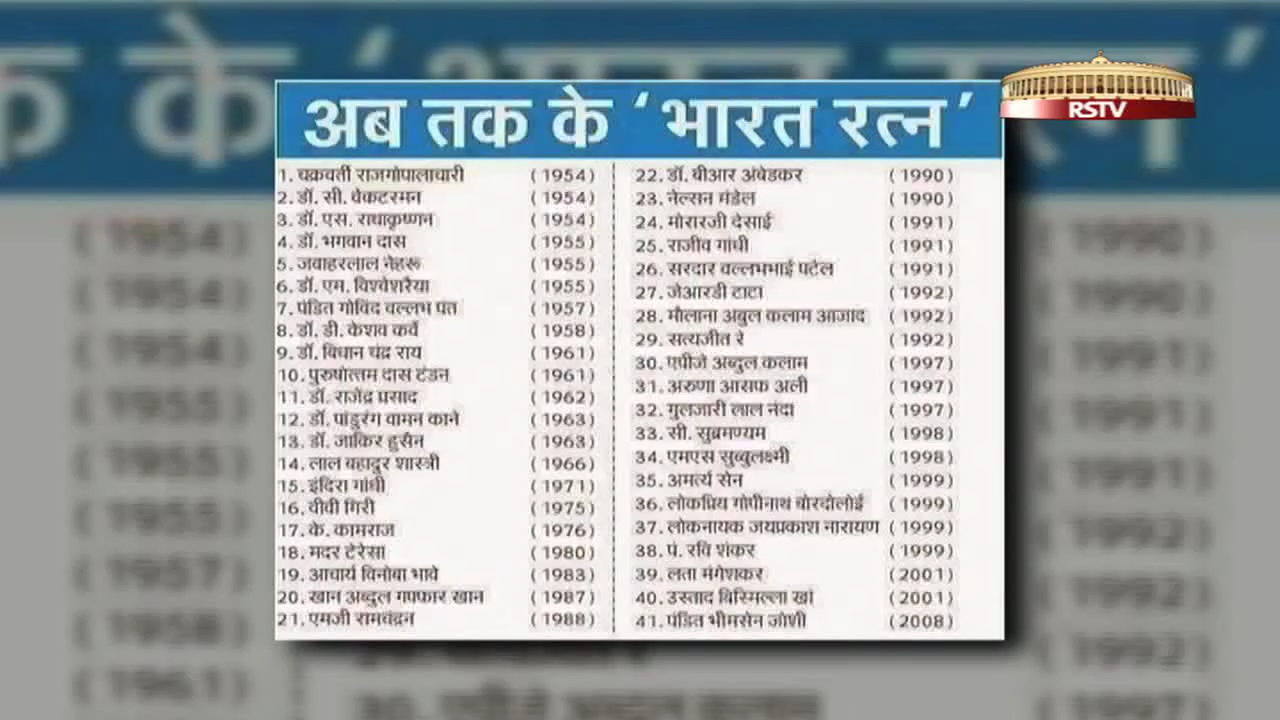 अब तक के 'भारत रत्न'
RSTV
1. चक्रवर्ती राजगोपालाचारी (1954)
2. डॉ. सी. वेंकटरमन (1954)
3. डॉ. एस. राधाकृष्णन (1954)
4. डॉ. भगवान दास (1955)
5. जवाहरलाल नेहरू (1955)
6. डॉ. एम. विश्वेशरैया (1955)
7. पंडित गोविंद वल्लभ पंत (1957)
8. डॉ. डी. केशव कर्वे (1958)
9. डॉ. बिधान चंद्र राय (1961)
10. पुरुषोत्तम दास टंडन (1961)
11. डॉ. राजेंद्र प्रसाद (1962)
12. डॉ. पांडुरंग वामन काने (1963)
13. डॉ. जाकिर हुसैन (1963)
14. लाल बहादुर शास्त्री (1966)
15. इंदिरा गांधी (1971)
16. वीवी गिरी (1975)
17. के. कामराज (1976)
18. मदर टेरेसा (1980)
19. आचार्य विनोबा भावे (1983)
20. खान अब्दुल गफ्फार खान (1987)
21. एमजी रामचंद्रन (1988)
22. डॉ. बीआर अंबेडकर (1990)
23. नेल्सन मंडेल (1990)
24. मोरारजी देसाई (1991)
25. राजीव गांधी (1991)
26. सरदार वल्लभभाई पटेल (1991)
27. जेआरडी टाटा (1992)
28. मौलाना अबुल कलाम आजाद (1992)
29. सत्यजीत रे (1992)
30. एपीजे अब्दुल कलाम (1997)
31. अरुणा आसफ अली (1997)
32. गुलजारी लाल नंदा (1997)
33. सी. सुब्रमण्यम (1998)
34. एमएस सुब्बुलक्ष्मी (1998)
35. अमर्त्य सेन (1999)
36. लोकप्रिय गोपीनाथ बोरदोलोई (1999)
37. लोकनायक जयप्रकाश नारायण (1999)
38. पं. रवि शंकर (1999)
39. लता मंगेशकर (2001)
40. उस्ताद बिस्मिल्ला खां (2001)
41. पंडित भीमसेन जोशी (2008)